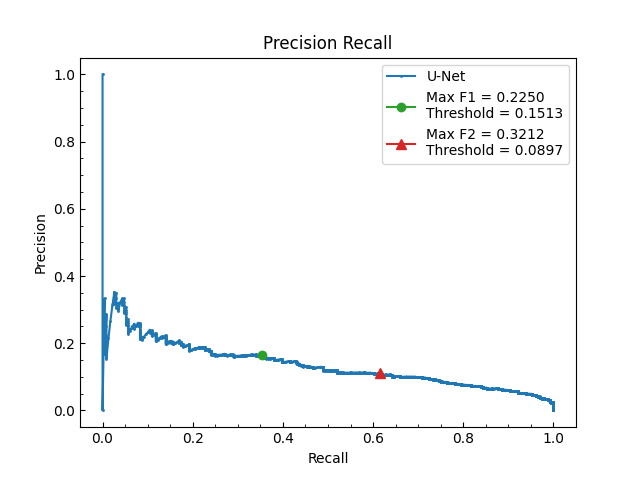 Precision Recall
1.0
0.8
0.6
0.4
0.2
0.0
Precision
0.0 0.2 0.4 0.6 0.8 1.0
Recall
U-Net
Max F1 = 0.2250
Threshold = 0.1513
Max F2 = 0.3212
Threshold = 0.0897